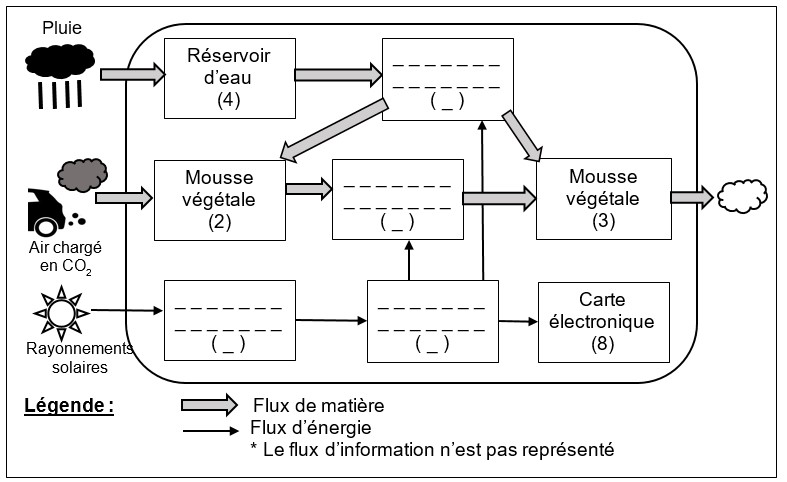 Pluie
Réservoir
d'eau
(4)
_ _ _ _ _ _ _
_ _ _ _ _ _ _
( _ )
Mousse
végétale
(2)
_ _ _ _ _ _ _
_ _ _ _ _ _ _
( _ )
Mousse
végétale
(3)
Air chargé
en CO₂
_ _ _ _ _ _ _
_ _ _ _ _ _ _
( _ )
_ _ _ _ _ _ _
_ _ _ _ _ _ _
( _ )
Carte
électronique
(8)
Rayonnements
solaires
Légende :
Flux de matière
Flux d'énergie
* Le flux d'information n'est pas représenté